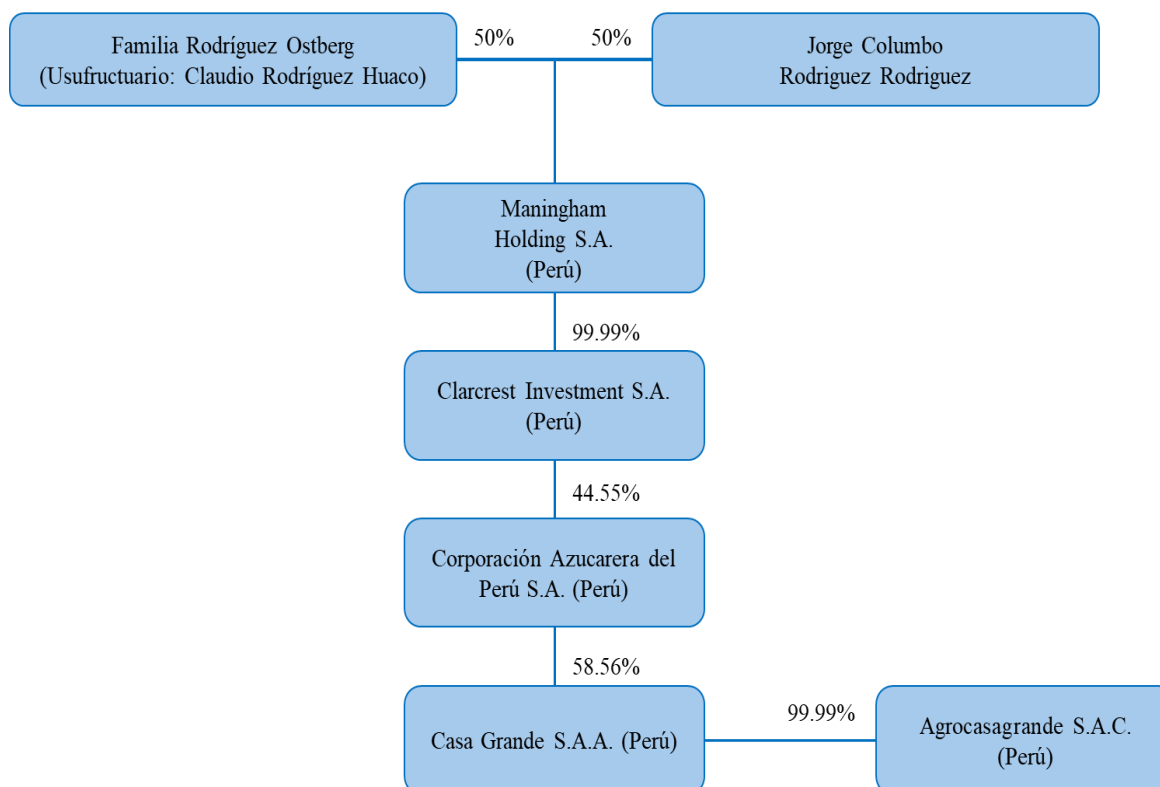 Familia Rodríguez Ostberg
(Usufructuario: Claudio Rodríguez Huaco)
50%
50%
Jorge Columbo
Rodriguez Rodriguez
Maningham
Holding S.A.
(Perú)
99.99%
Clarcrest Investment S.A.
(Perú)
44.55%
Corporación Azucarera del
Perú S.A. (Perú)
58.56%
Casa Grande S.A.A. (Perú)
99.99%
Agrocasagrande S.A.C.
(Perú)